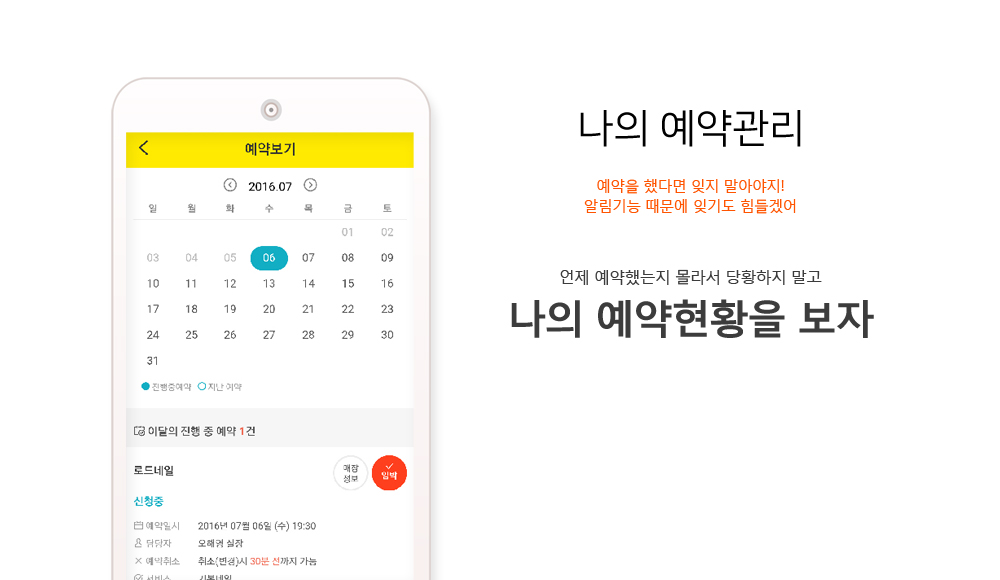 예약보기
2016.07
일 월 화 수 목 금 토
01 02
03 04 05 06 07 08 09
10 11 12 13 14 15 16
17 18 19 20 21 22 23
24 25 26 27 28 29 30
31
진행중예약 지난 예약
이달의 진행 중 예약 1건
로드네일
매장
정보
임박
신청중
예약일시 2016년 07월 06일 (수) 19:30
담당자 오해영 실장
예약취소 취소(변경)시 30분 전까지 가능
서비스 기본네일
나의 예약관리
예약을 했다면 잊지 말아야지!
알림기능 때문에 잊기도 힘들겠어
언제 예약했는지 몰라서 당황하지 말고
나의 예약현황을 보자